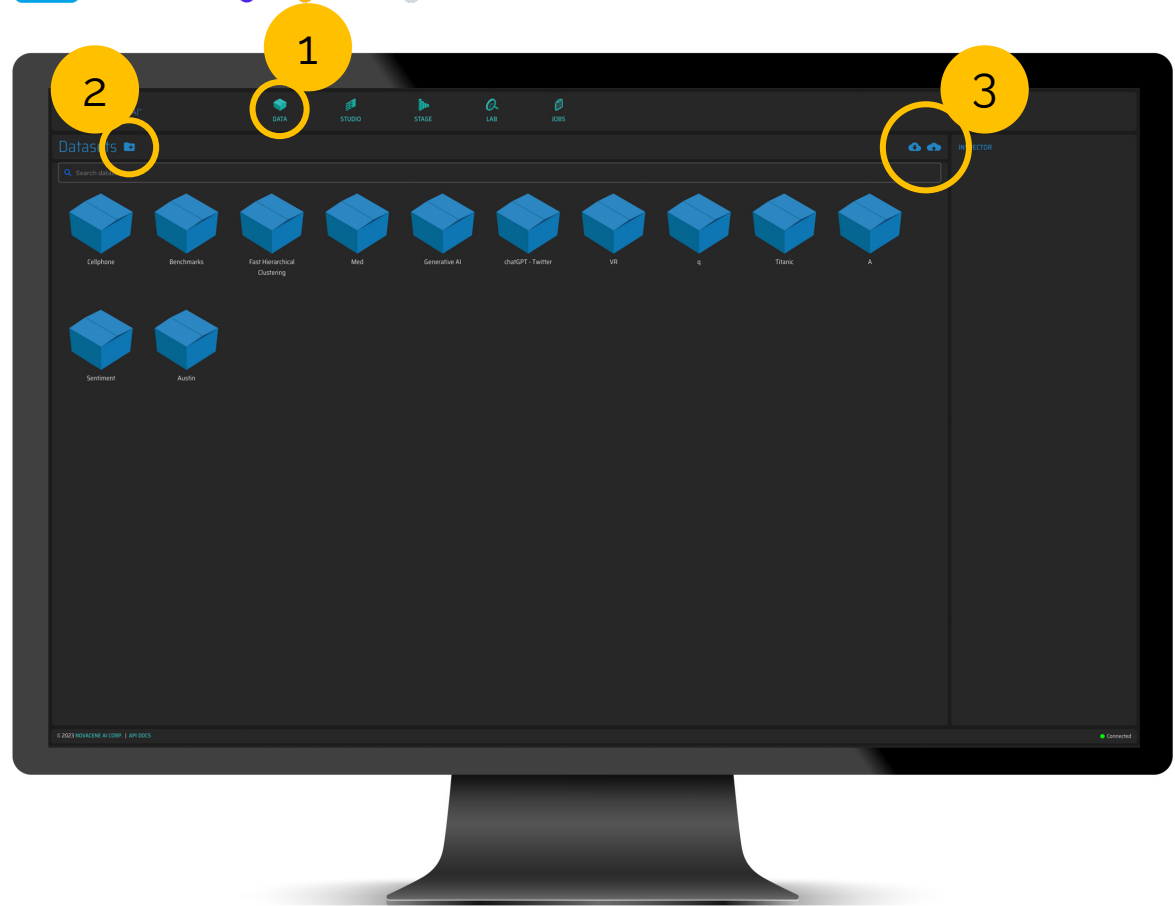 1
2
3
DATA
STUDIO
STAGE
LAB
JOBS
Datasets
INSPECTOR
Search
Cellphone
Benchmarks
Fast Hierarchical
Clustering
Med
Generative AI
chatGPT - Twitter
VR
q
Titanic
A
Sentiment
Austin
© 2023 NOVACENE AI CORP. | API DOCS
Connected